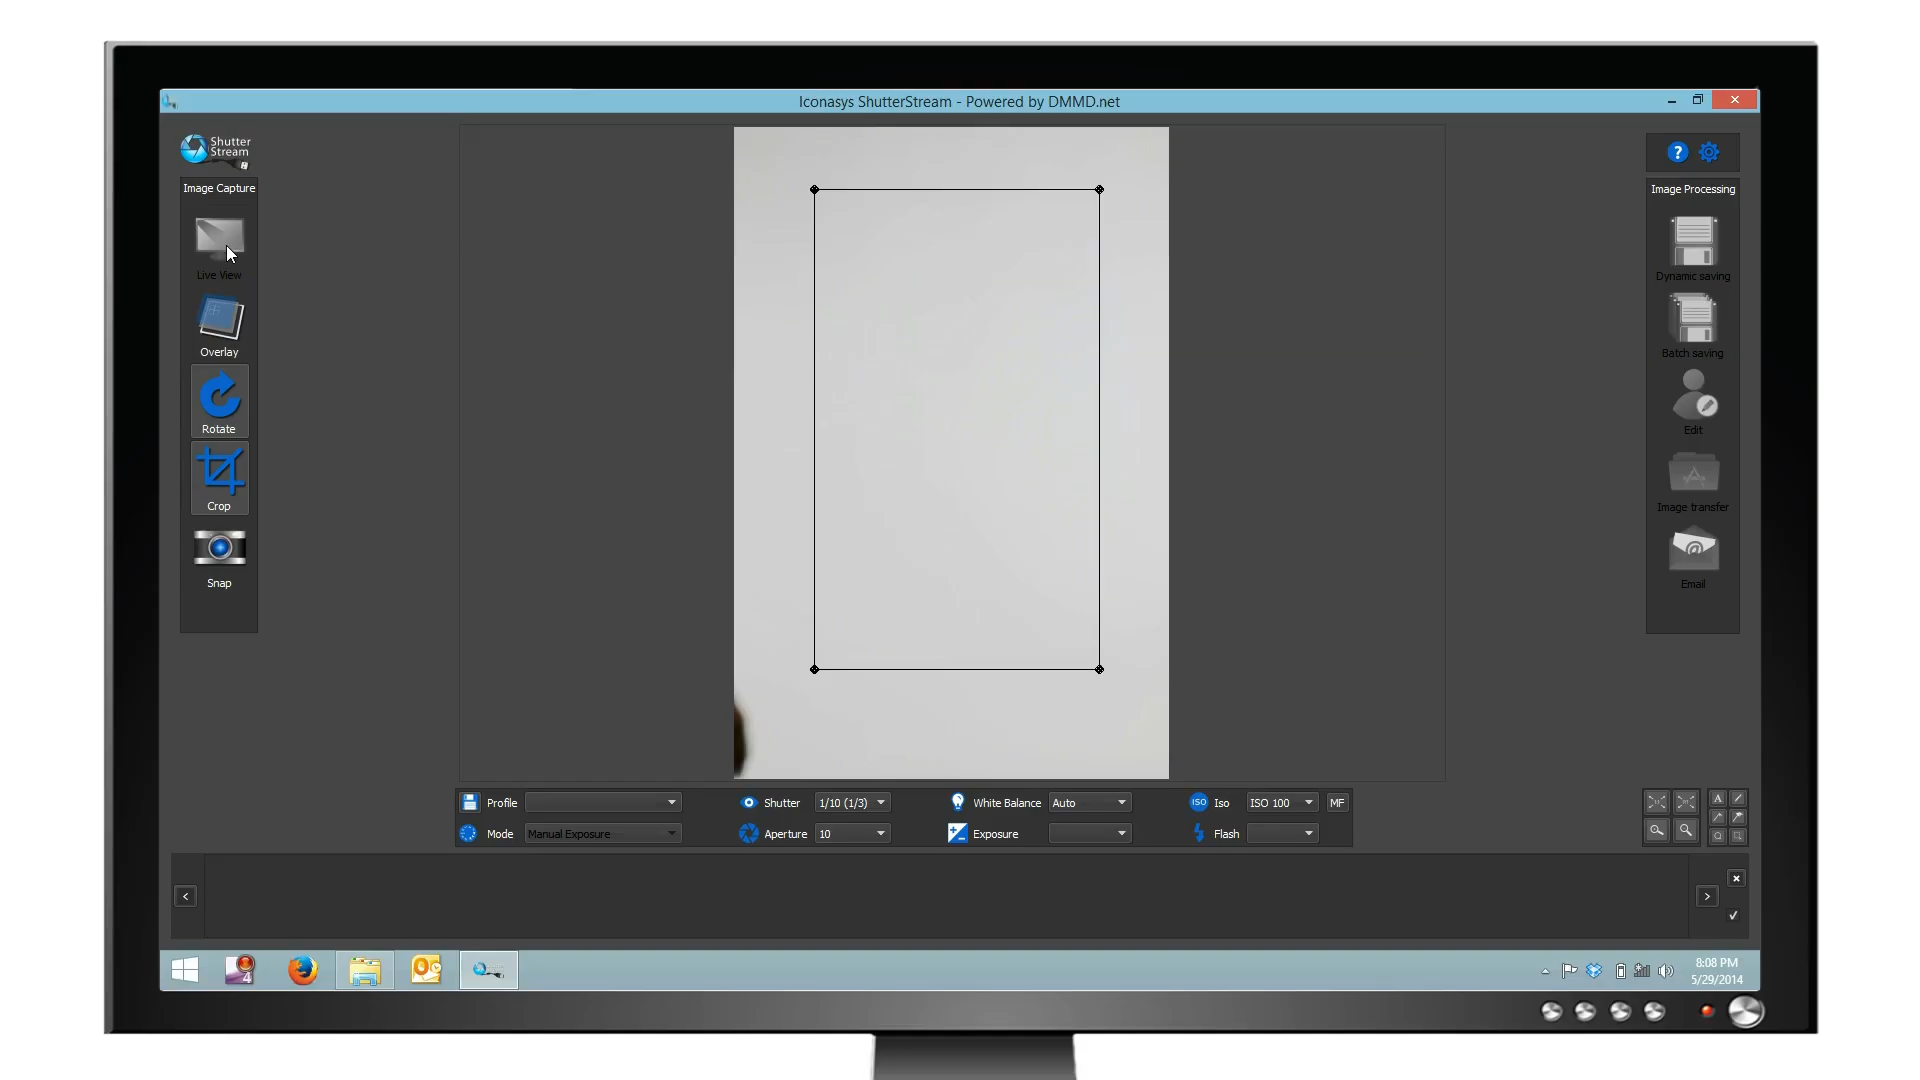 Iconasys ShutterStream - Powered by DMMD.net
Shutter
Stream
Image Capture
Live View
Overlay
Rotate
Crop
Snap
Image Processing
Dynamic saving
Batch saving
Edit
Image transfer
Email
Profile
Shutter 1/10 (1/3)
White Balance Auto
Iso ISO 100 MF
Mode Manual Exposure
Aperture 10
Exposure
Flash
8:08 PM
5/29/2014